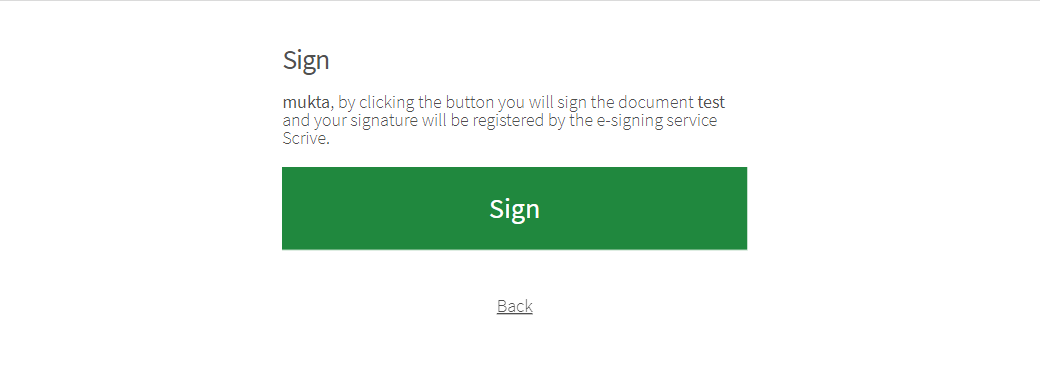 Sign
mukta, by clicking the button you will sign the document test
and your signature will be registered by the e-signing service
Scrive.
Sign
Back